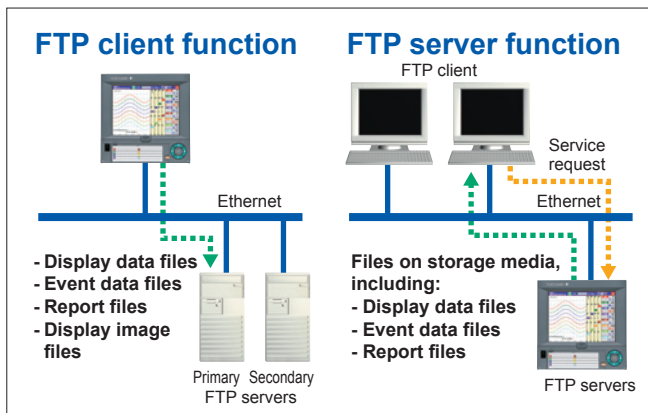 FTP client function
Ethernet
- Display data files
- Event data files
- Report files
- Display image
files
Primary Secondary
FTP servers
FTP server function
FTP client
Service
request
Ethernet
Files on storage media,
including:
- Display data files
- Event data files
- Report files
FTP servers